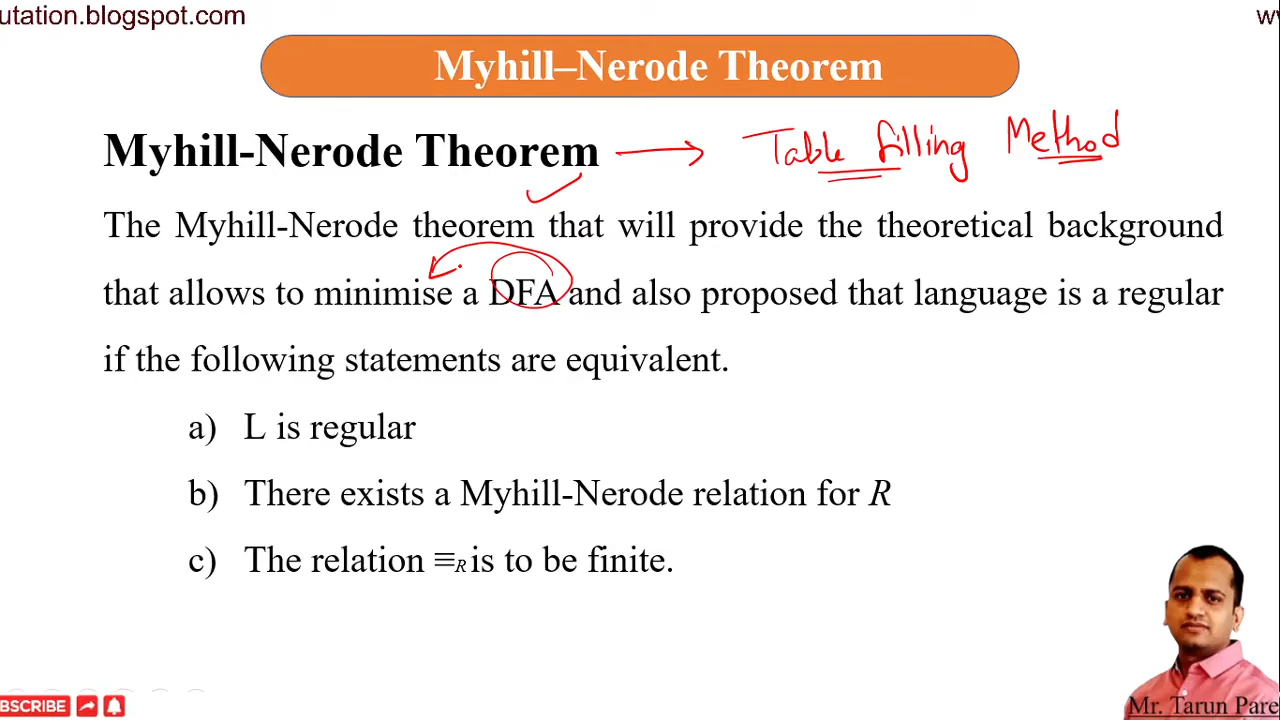 utation.blogspot.com
Myhill–Nerode Theorem
Myhill-Nerode Theorem → Table filling Method
The Myhill-Nerode theorem that will provide the theoretical background
that allows to minimise a DFA and also proposed that language is a regular
if the following statements are equivalent.
a) L is regular
b) There exists a Myhill-Nerode relation for R
c) The relation ≡R is to be finite.
BSCRIBE
Mr. Tarun Pare